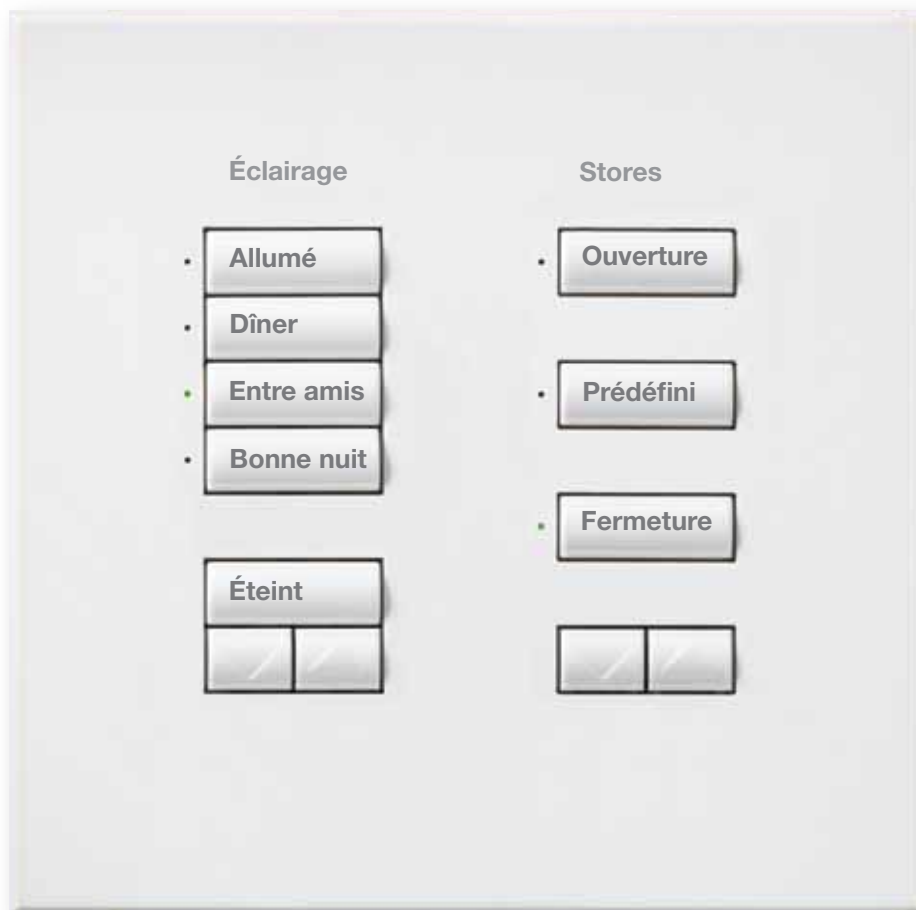 Éclairage
Allumé
Dîner
Entre amis
Bonne nuit
Éteint
Stores
Ouverture
Prédéfini
Fermeture